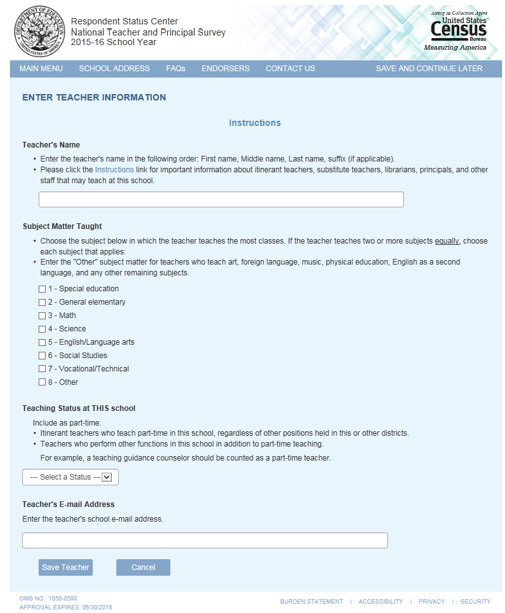 Respondent Status Center
National Teacher and Principal Survey
2015-16 School Year
Acting as Collection Agent
United States®
Census
Bureau
Measuring America
MAIN MENU SCHOOL ADDRESS FAQs ENDORSERS CONTACT US SAVE AND CONTINUE LATER
ENTER TEACHER INFORMATION
Instructions
Teacher's Name
• Enter the teacher's name in the following order: First name, Middle name, Last name, suffix (if applicable).
• Please click the Instructions link for important information about itinerant teachers, substitute teachers, librarians, principals, and other
staff that may teach at this school.
Subject Matter Taught
• Choose the subject below in which the teacher teaches the most classes. If the teacher teaches two or more subjects equally, choose
each subject that applies:
• Enter the "Other" subject matter for teachers who teach art, foreign language, music, physical education, English as a second
language, and any other remaining subjects.
1 - Special education
2 - General elementary
3 - Math
4 - Science
5 - English/Language arts
6 - Social Studies
7 - Vocational/Technical
8 - Other
Teaching Status at THIS school
Include as part-time:
• Itinerant teachers who teach part-time in this school, regardless of other positions held in this or other districts.
• Teachers who perform other functions in this school in addition to part-time teaching.
For example, a teaching guidance counselor should be counted as a part-time teacher.
--- Select a Status ---
Teacher's E-mail Address
Enter the teacher's school e-mail address.
Save Teacher Cancel
OMB NO.: 1850-0598
APPROVAL EXPIRES: 06/30/2018
BURDEN STATEMENT | ACCESSIBILITY | PRIVACY | SECURITY